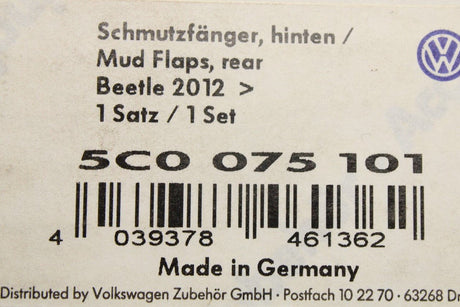 Schmutzfänger, hinten /
Mud Flaps, rear
Beetle 2012 >
1 Satz / 1 Set
5C0 075 101
4 039378 461362
Made in Germany
Distributed by Volkswagen Zubehör GmbH · Postfach 10 22 70 · 63268 Dr